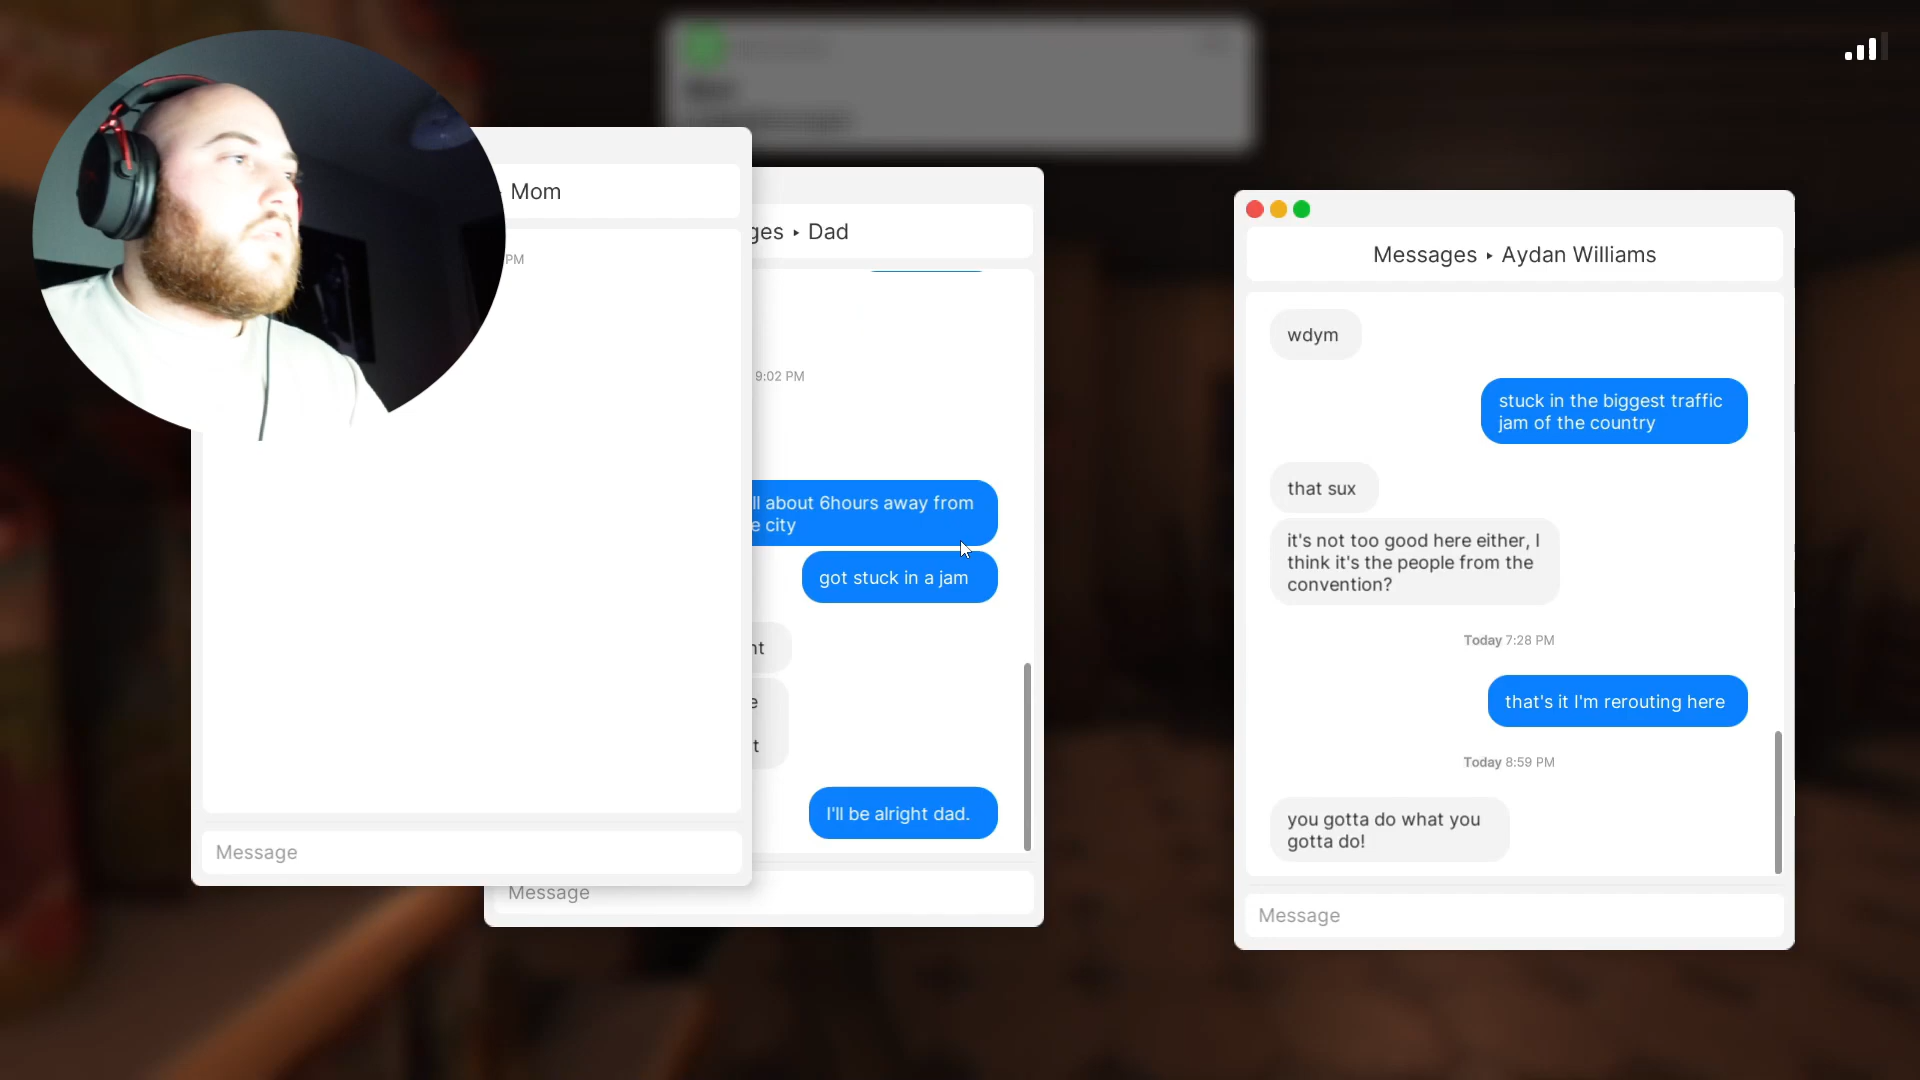 Mom
PM
Message
ges ▸ Dad
9:02 PM
ll about 6hours away from
e city
got stuck in a jam
nt
e
t
I'll be alright dad.
Message
Messages ▸ Aydan Williams
wdym
stuck in the biggest traffic
jam of the country
that sux
it's not too good here either, I
think it's the people from the
convention?
Today 7:28 PM
that's it I'm rerouting here
Today 8:59 PM
you gotta do what you
gotta do!
Message